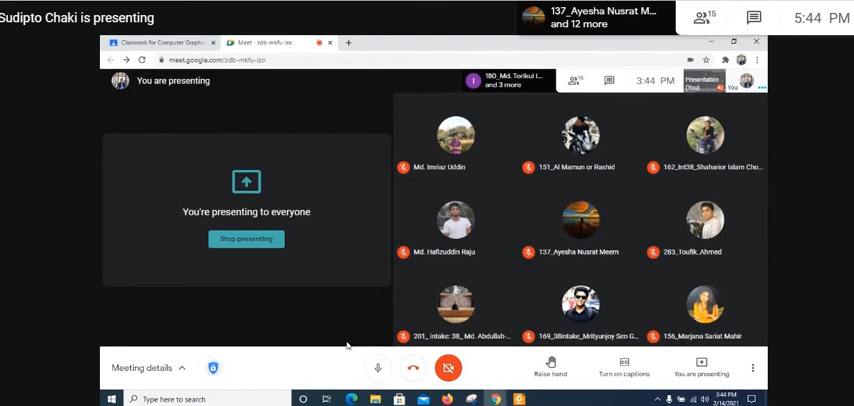 Sudipto Chaki is presenting
137_Ayesha Nusrat M...
and 12 more
15
5:44 PM
Classwork for Computer Graphic
Meet - zdb-mkfu-izo
meet.google.com/zdb-mkfu-izo
You are presenting
180_Md. Torikul I...
and 3 more
16
3:44 PM
Presentation
(You)
You
Md. Imriaz Uddin
151_Al Mamun or Rashid
162_Int38_Shaharior Islam Cho...
You're presenting to everyone
Stop presenting
Md. Hafizuddin Raju
137_Ayesha Nusrat Meem
283_Toufik_Ahmed
201_ intake: 38_ Md. Abdullah-...
169_38intake_Mrityunjoy Sen G...
156_Marjana Sariat Mahir
Meeting details
Raise hand
Turn on captions
You are presenting
Type here to search
3:44 PM
2/14/2021